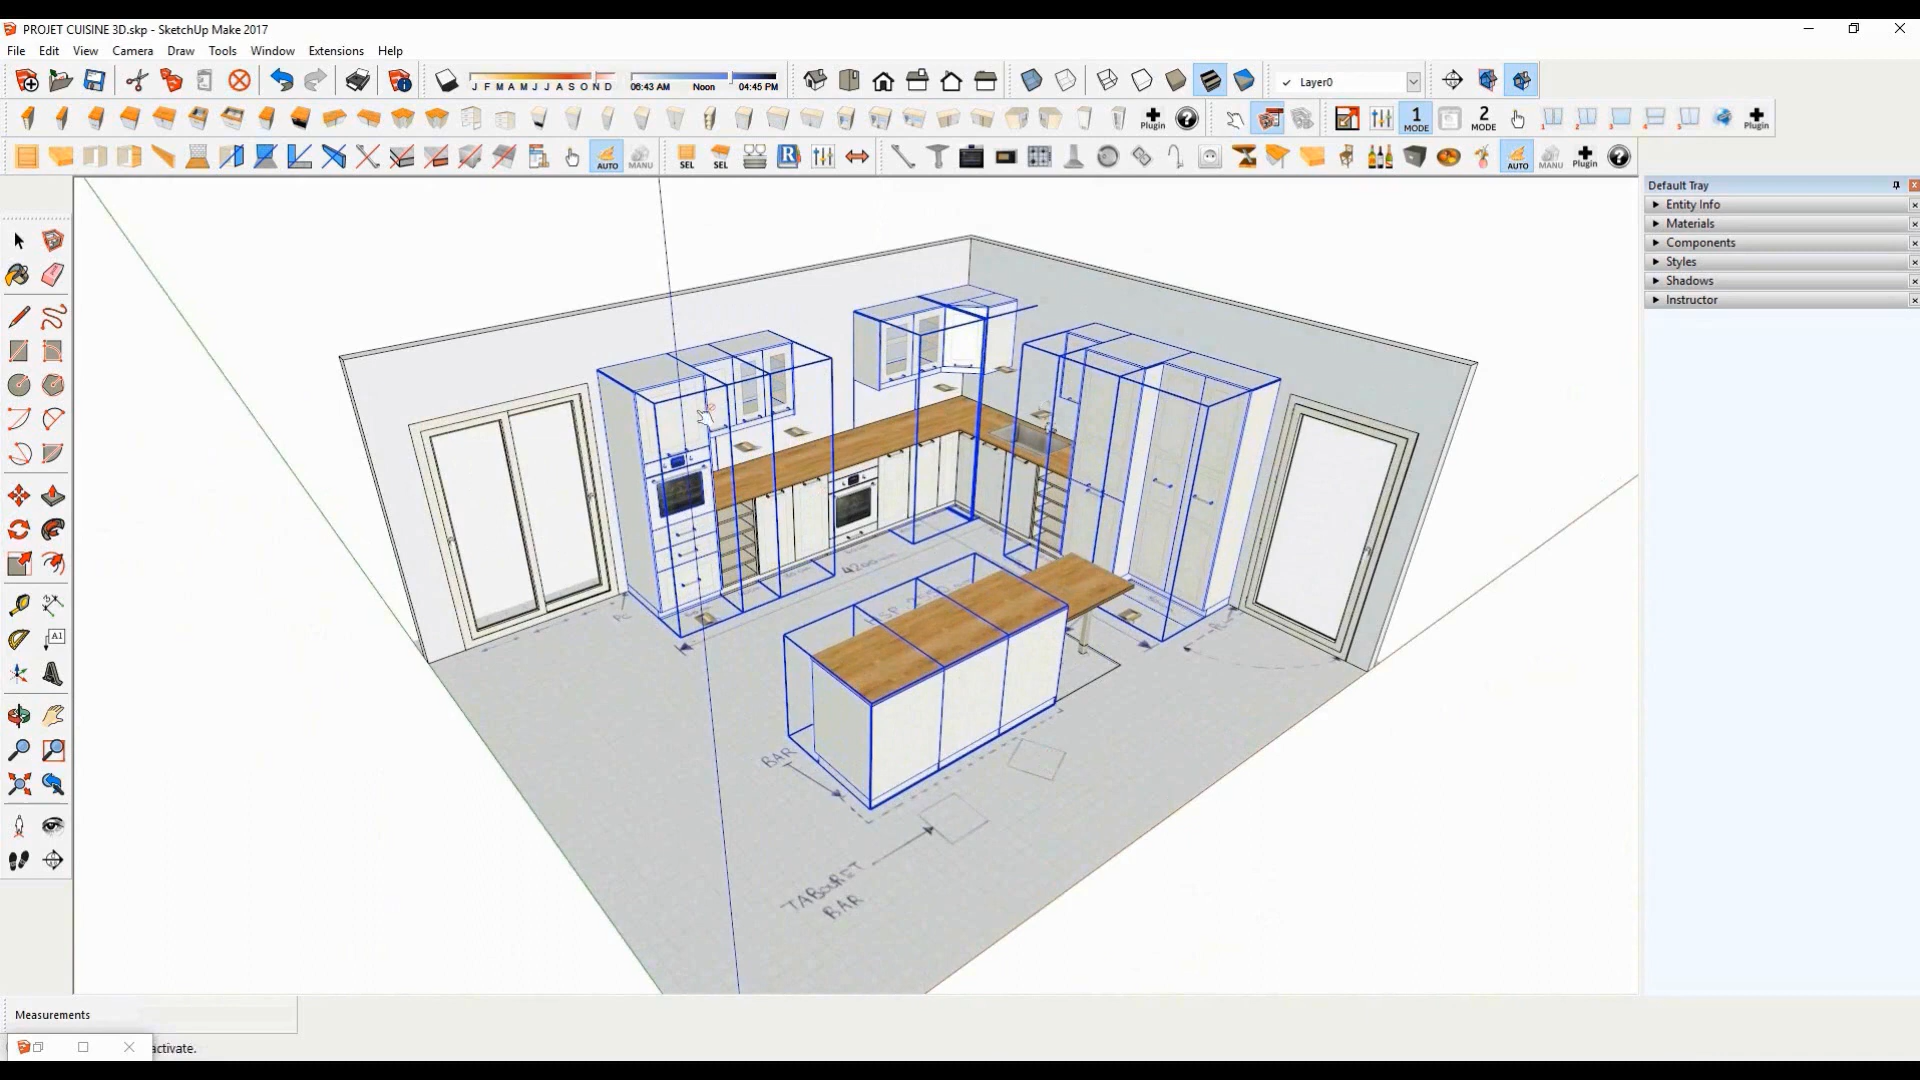 PROJET CUISINE 3D.skp - SketchUp Make 2017
File Edit View Camera Draw Tools Window Extensions Help
J F M A M J J A S O N D 06:43 AM Noon 04:45 PM Layer0
Plugin 1 MODE 2 MODE Plugin
AUTO MANU SEL SEL R AUTO MANU Plugin
Default Tray
Entity Info
Materials
Components
Styles
Shadows
Instructor
A1
4200
BAR
TABOURET
BAR
Measurements
activate.